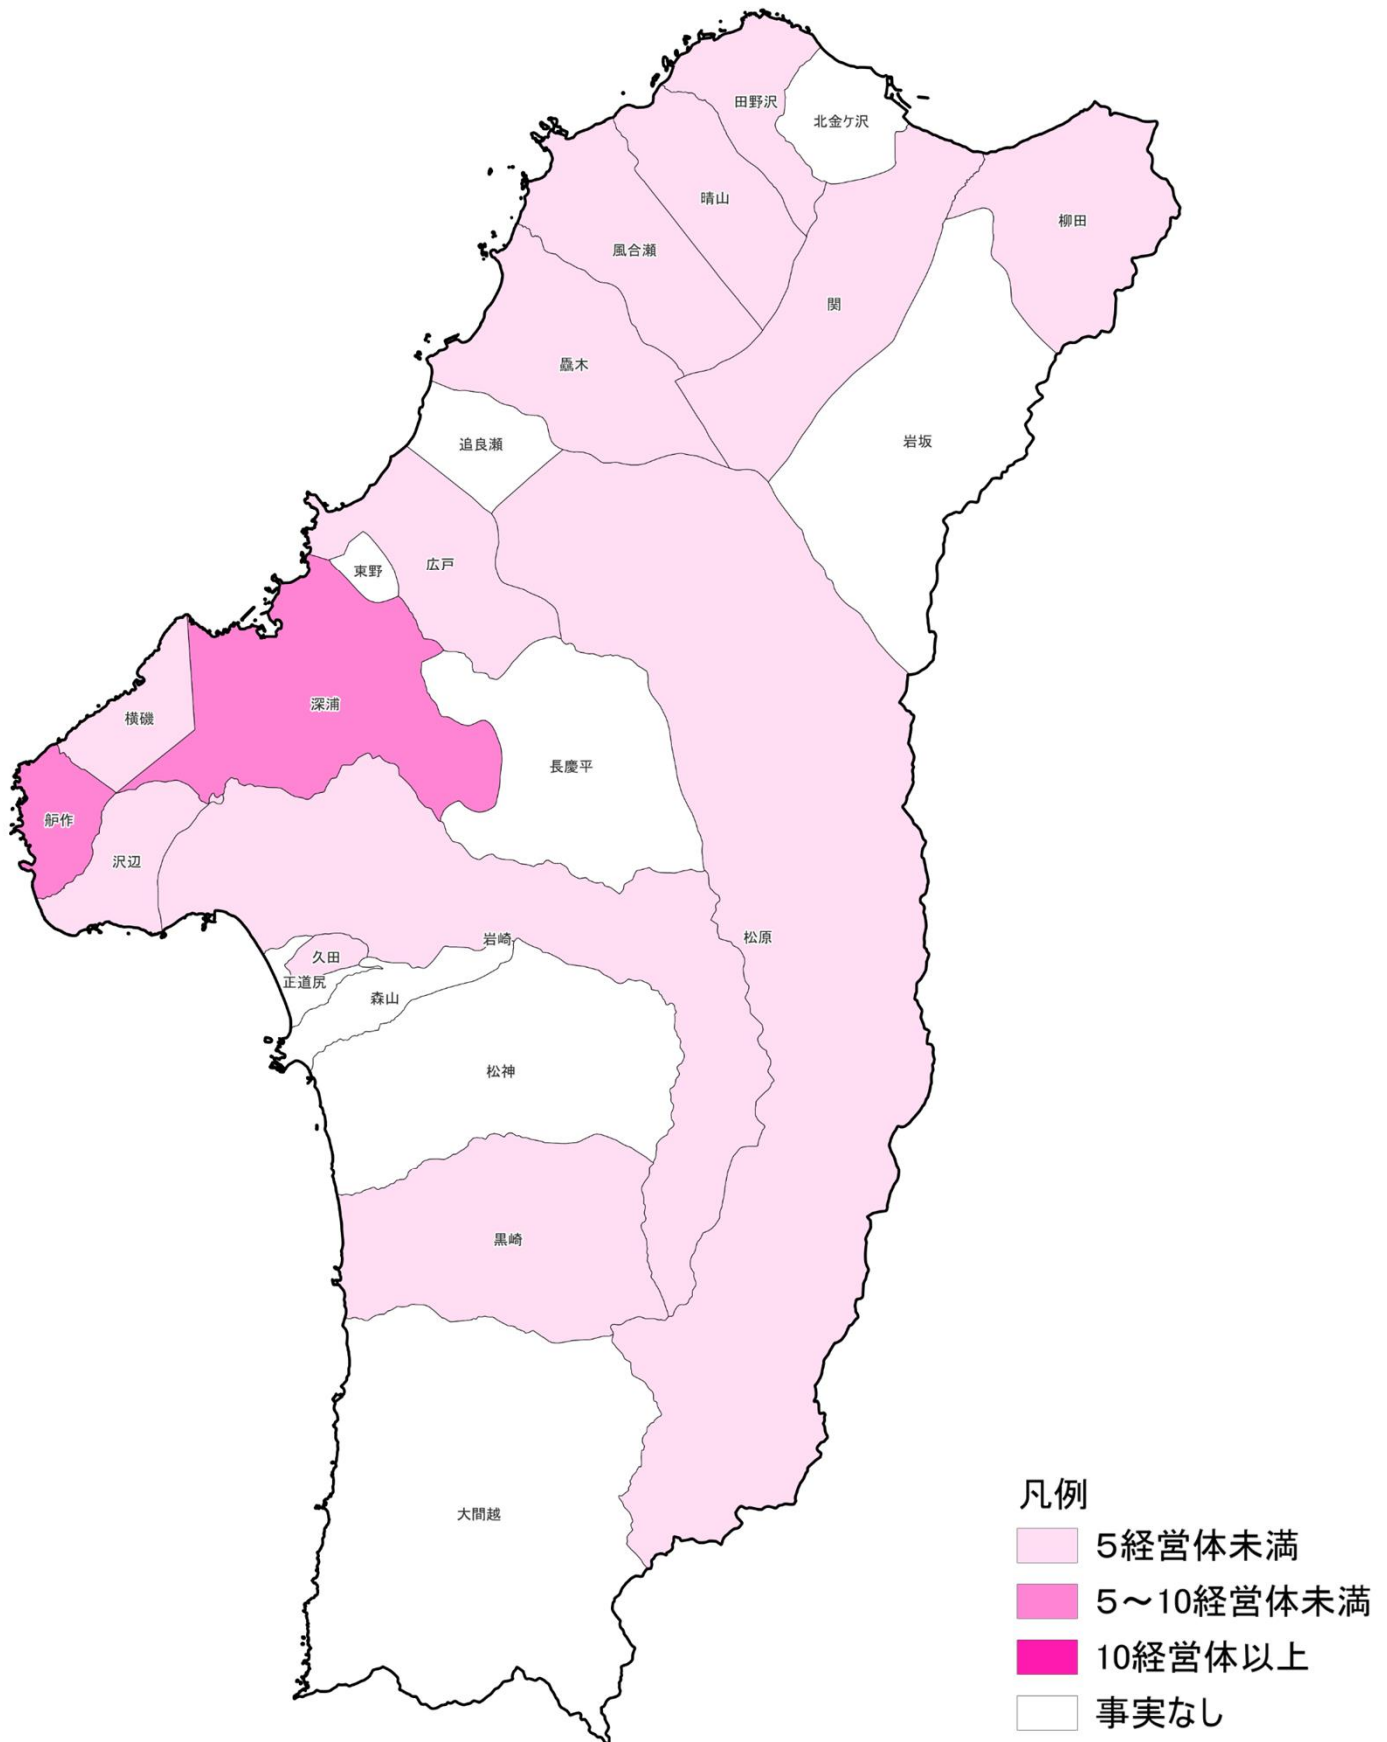 田野沢
北金ケ沢
晴山
柳田
風合瀬
関
驫木
岩坂
追良瀬
広戸
東野
深浦
横磯
長慶平
舮作
沢辺
松原
岩崎
久田
正道尻
森山
松神
黒崎
大間越
凡例
5経営体未満
5～10経営体未満
10経営体以上
事実なし